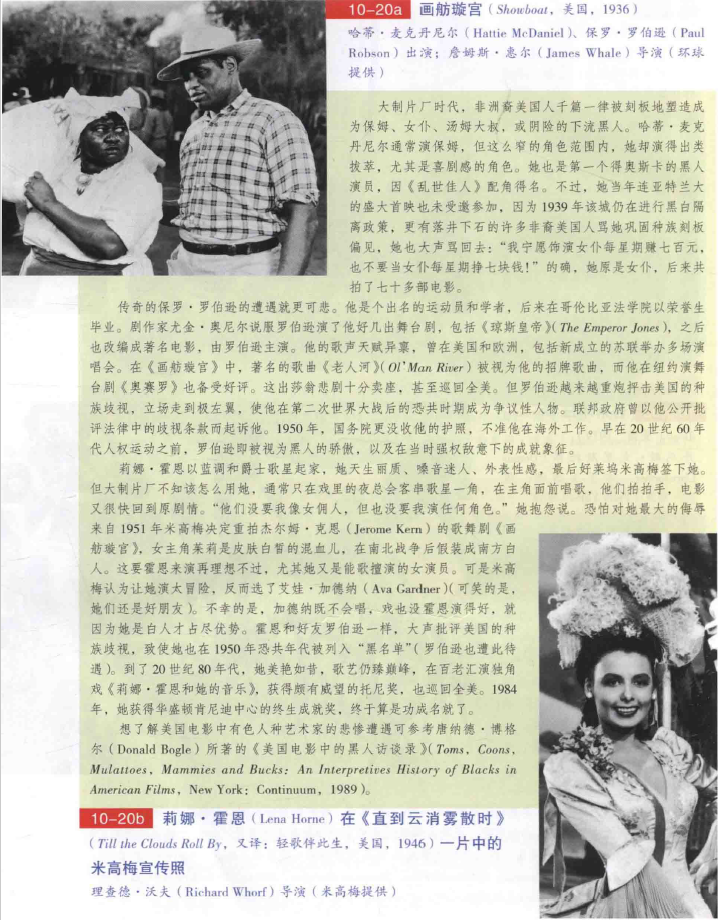 10-20a 画舫璇宫（Showboat，美国，1936）
哈蒂·麦克丹尼尔（Hattie McDaniel）、保罗·罗伯逊（Paul
Robson）出演；詹姆斯·惠尔（James Whale）导演（环球
提供）
大制片厂时代，非洲裔美国人千篇一律被刻板地塑造成
为保姆、女仆、汤姆大叔，或阴险的下流黑人。哈蒂·麦克
丹尼尔通常演保姆，但这么窄的角色范围内，她却演得出类
拔萃，尤其是喜剧感的角色。她也是第一个得奥斯卡的黑人
演员，因《乱世佳人》配角得名。不过，她当年连亚特兰大
的盛大首映也未受邀参加，因为 1939 年该城仍在进行黑白隔
离政策，更有落井下石的许多非裔美国人骂她巩固种族刻板
偏见，她也大声骂回去：“我宁愿饰演女仆每星期赚七百元，
也不要当女仆每星期挣七块钱！”的确，她原是女仆，后来共
拍了七十多部电影。
传奇的保罗·罗伯逊的遭遇就更可悲。他是个出名的运动员和学者，后来在哥伦比亚法学院以荣誉生
毕业。剧作家尤金·奥尼尔说服罗伯逊演了他好几出舞台剧，包括《琼斯皇帝》（The Emperor Jones），之后
也改编成著名电影，由罗伯逊主演。他的歌声天赋异禀，曾在美国和欧洲，包括新成立的苏联举办多场演
唱会。在《画舫璇宫》中，著名的歌曲《老人河》（Ol'Man River）被视为他的招牌歌曲，而他在纽约演舞
台剧《奥赛罗》也备受好评。这出莎翁悲剧十分卖座，甚至巡回全美。但罗伯逊越来越重炮抨击美国的种
族歧视，立场走到极左翼，使他在第二次世界大战后的恐共时期成为争议性人物。联邦政府曾以他公开批
评法律中的歧视条款而起诉他。1950 年，国务院更没收他的护照，不准他在海外工作。早在 20 世纪 60 年
代人权运动之前，罗伯逊即被视为黑人的骄傲，以及在当时强权敌意下的成就象征。
莉娜·霍恩以蓝调和爵士歌星起家，她天生丽质、嗓音迷人、外表性感，最后好莱坞米高梅签下她。
但大制片厂不知该怎么用她，通常只在戏里的夜总会客串歌星一角，在主角面前唱歌，他们拍拍手，电影
又很快回到原剧情。“他们没要我像女佣人，但也没要我演任何角色。”她抱怨说。恐怕对她最大的侮辱
来自 1951 年米高梅决定重拍杰尔姆·克恩（Jerome Kern）的歌舞剧《画
舫璇宫》，女主角茱莉是皮肤白皙的混血儿，在南北战争后假装成南方白
人。这要霍恩来演再理想不过，尤其她又是能歌擅演的女演员。可是米高
梅认为让她演太冒险，反而选了艾娃·加德纳（Ava Gardner）（可笑的是，
她们还是好朋友）。不幸的是，加德纳既不会唱，戏也没霍恩演得好，就
因为她是白人才占尽优势。霍恩和好友罗伯逊一样，大声批评美国的种
族歧视，致使她也在 1950 年恐共年代被列入“黑名单”（罗伯逊也遭此待
遇）。到了 20 世纪 80 年代，她美艳如昔，歌艺仍臻巅峰，在百老汇演独角
戏《莉娜·霍恩和她的音乐》，获得颇有威望的托尼奖，也巡回全美。1984
年，她获得华盛顿肯尼迪中心的终生成就奖，终于算是功成名就了。
想了解美国电影中有色人种艺术家的悲惨遭遇可参考唐纳德·博格
尔（Donald Bogle）所著的《美国电影中的黑人访谈录》（Toms, Coons,
Mulattoes, Mammies and Bucks: An Interpretives History of Blacks in
American Films, New York: Continuum, 1989）。
10-20b 莉娜·霍恩（Lena Horne）在《直到云消雾散时》
（Till the Clouds Roll By，又译：轻歌伴此生，美国，1946）一片中的
米高梅宣传照
理查德·沃夫（Richard Whorf）导演（米高梅提供）